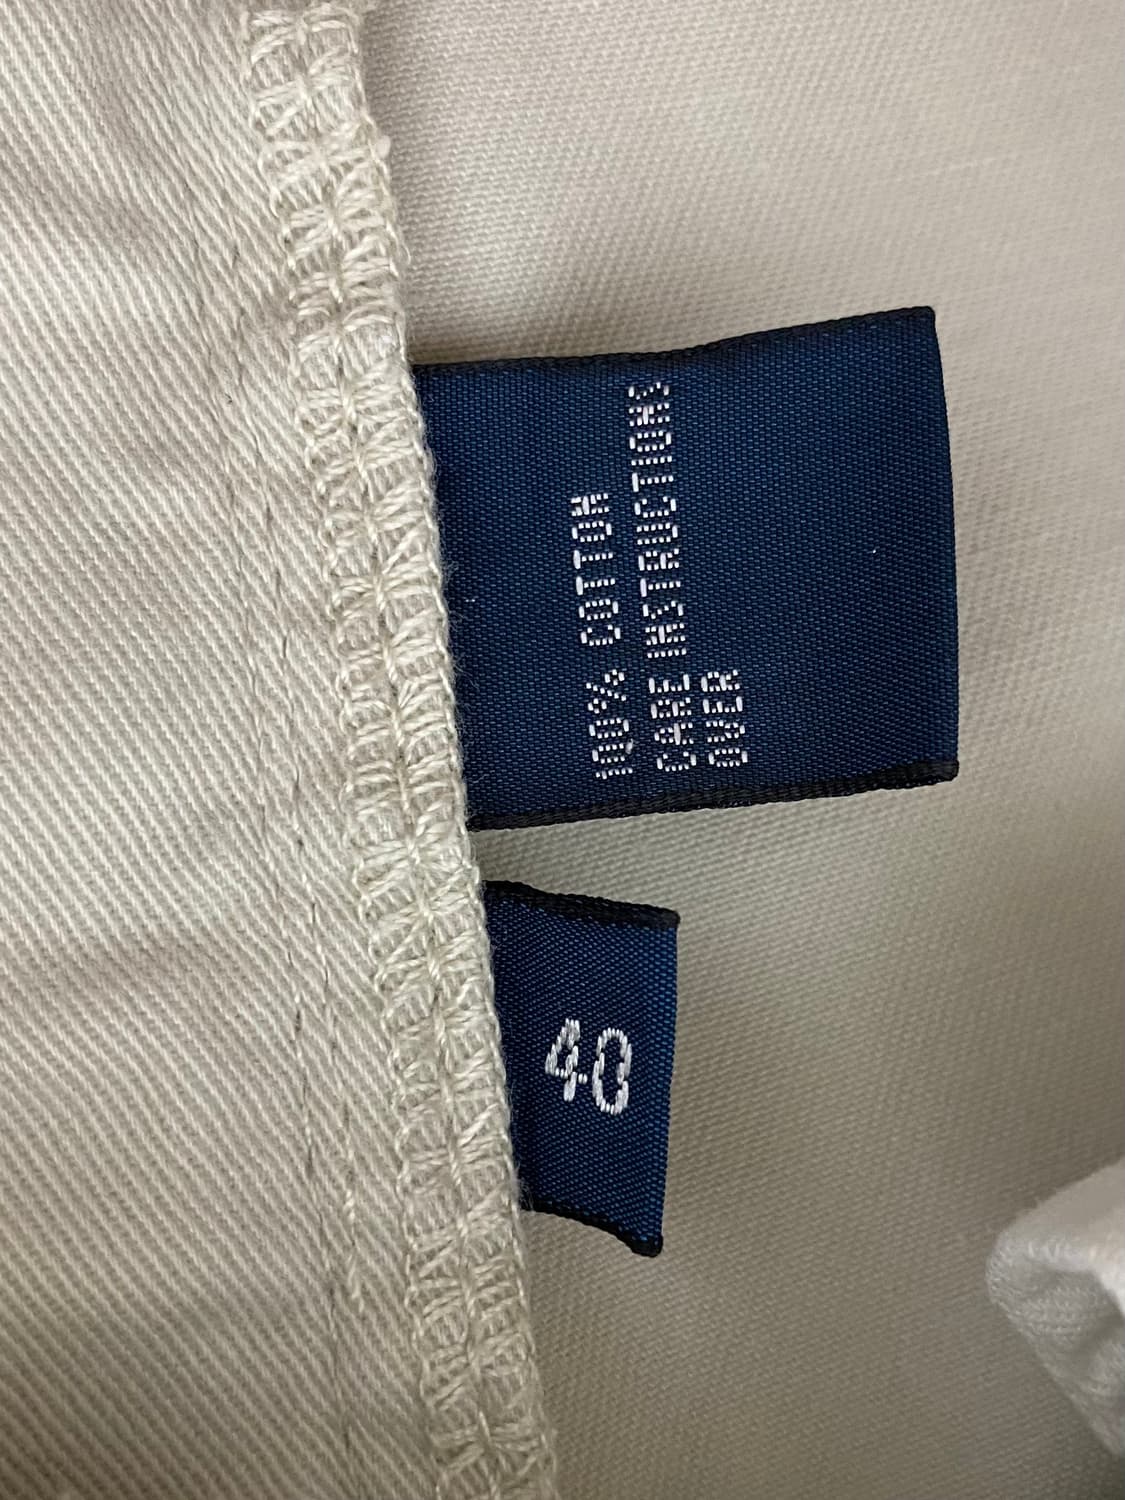 100% COTTON
CARE INSTRUCTIONS
OVER
40